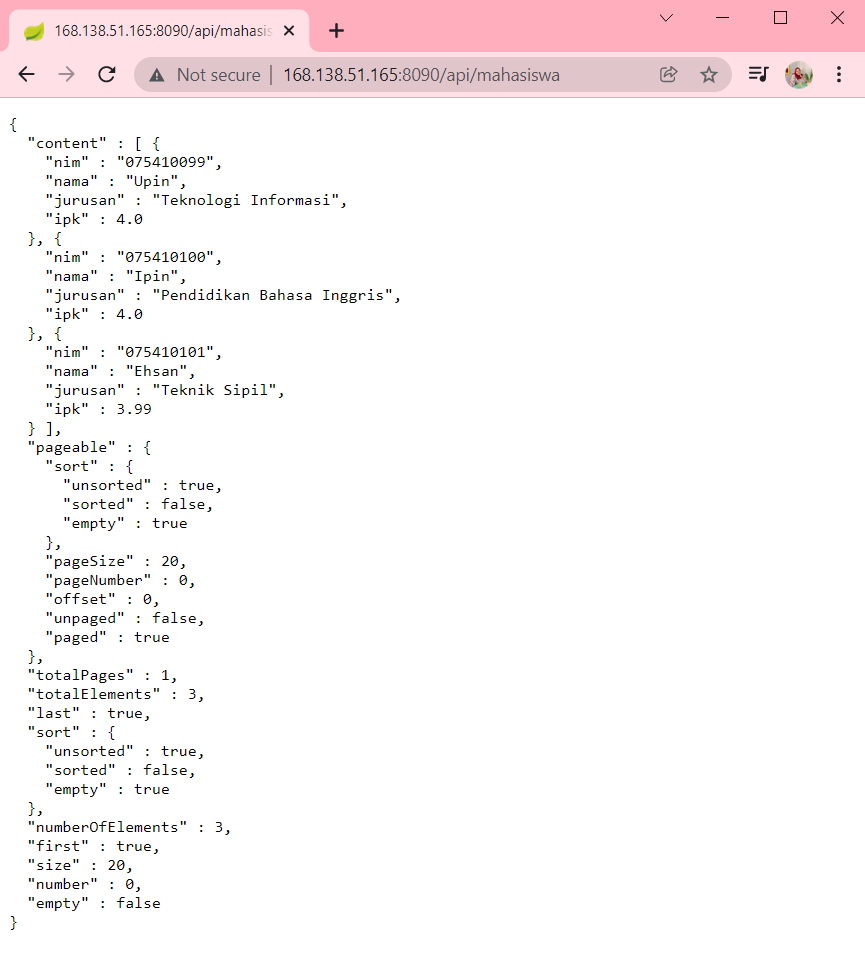 168.138.51.165:8090/api/mahasis
Not secure | 168.138.51.165:8090/api/mahasiswa
{
  "content" : [ {
    "nim" : "075410099",
    "nama" : "Upin",
    "jurusan" : "Teknologi Informasi",
    "ipk" : 4.0
  }, {
    "nim" : "075410100",
    "nama" : "Ipin",
    "jurusan" : "Pendidikan Bahasa Inggris",
    "ipk" : 4.0
  }, {
    "nim" : "075410101",
    "nama" : "Ehsan",
    "jurusan" : "Teknik Sipil",
    "ipk" : 3.99
  } ],
  "pageable" : {
    "sort" : {
      "unsorted" : true,
      "sorted" : false,
      "empty" : true
    },
    "pageSize" : 20,
    "pageNumber" : 0,
    "offset" : 0,
    "unpaged" : false,
    "paged" : true
  },
  "totalPages" : 1,
  "totalElements" : 3,
  "last" : true,
  "sort" : {
    "unsorted" : true,
    "sorted" : false,
    "empty" : true
  },
  "numberOfElements" : 3,
  "first" : true,
  "size" : 20,
  "number" : 0,
  "empty" : false
}